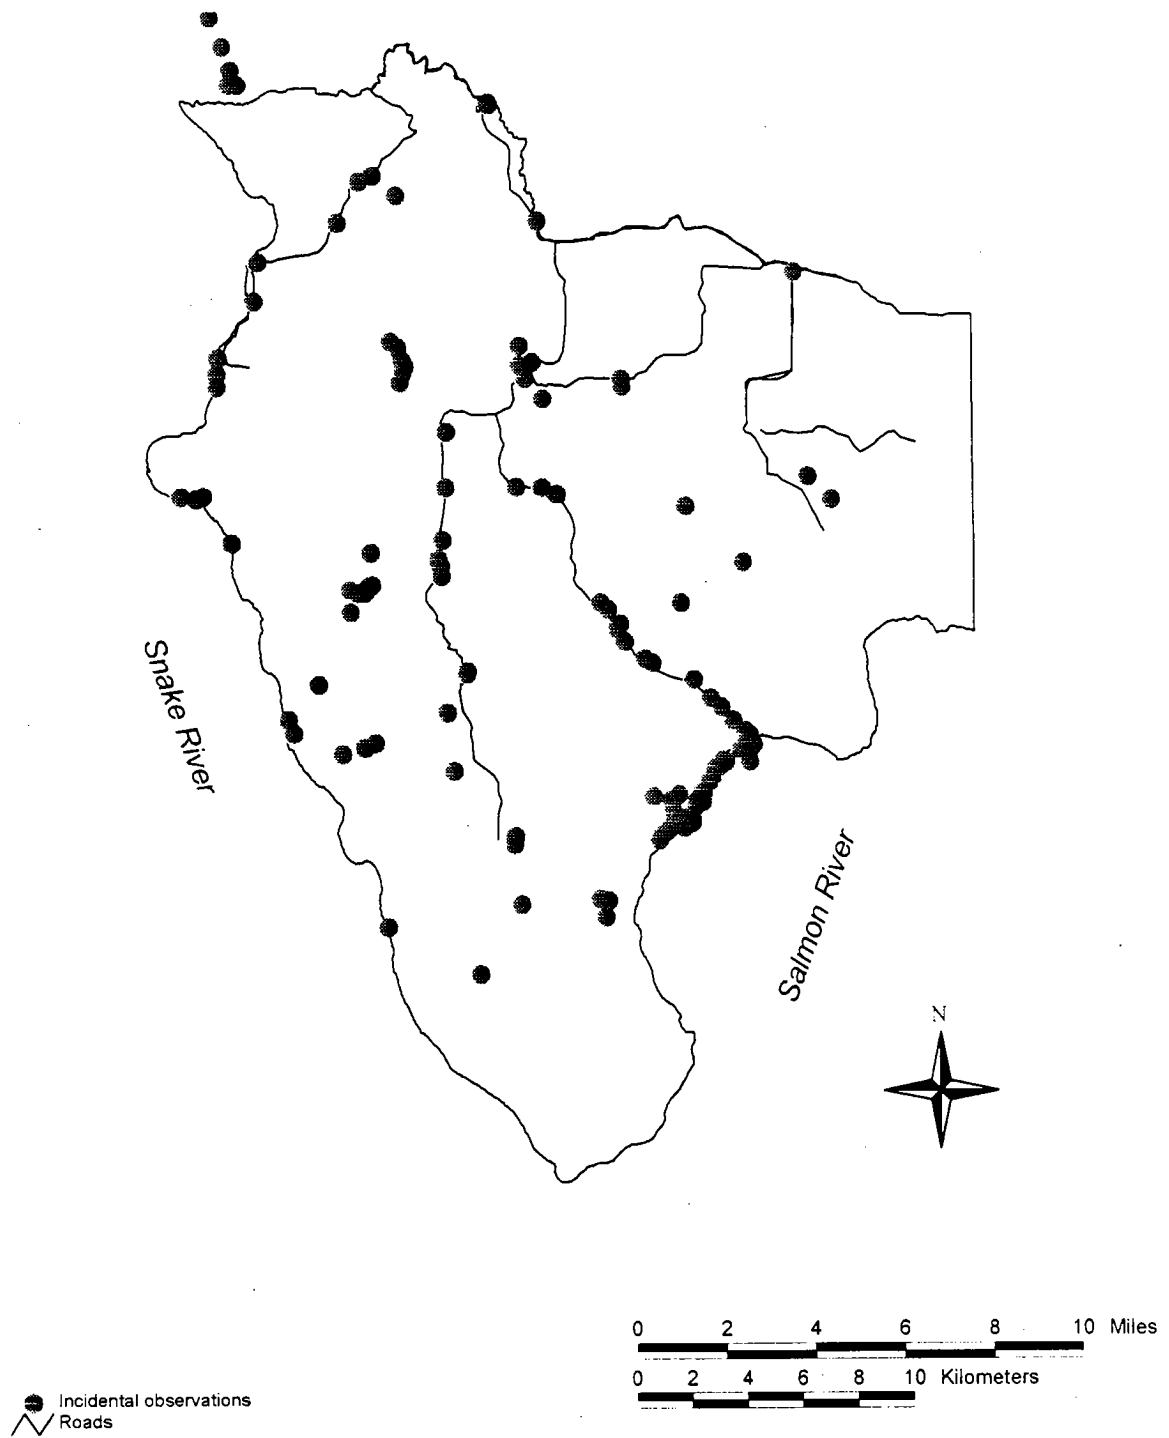 Snake River
Salmon River
N
0 2 4 6 8 10 Miles
0 2 4 6 8 10 Kilometers
Incidental observations
Roads